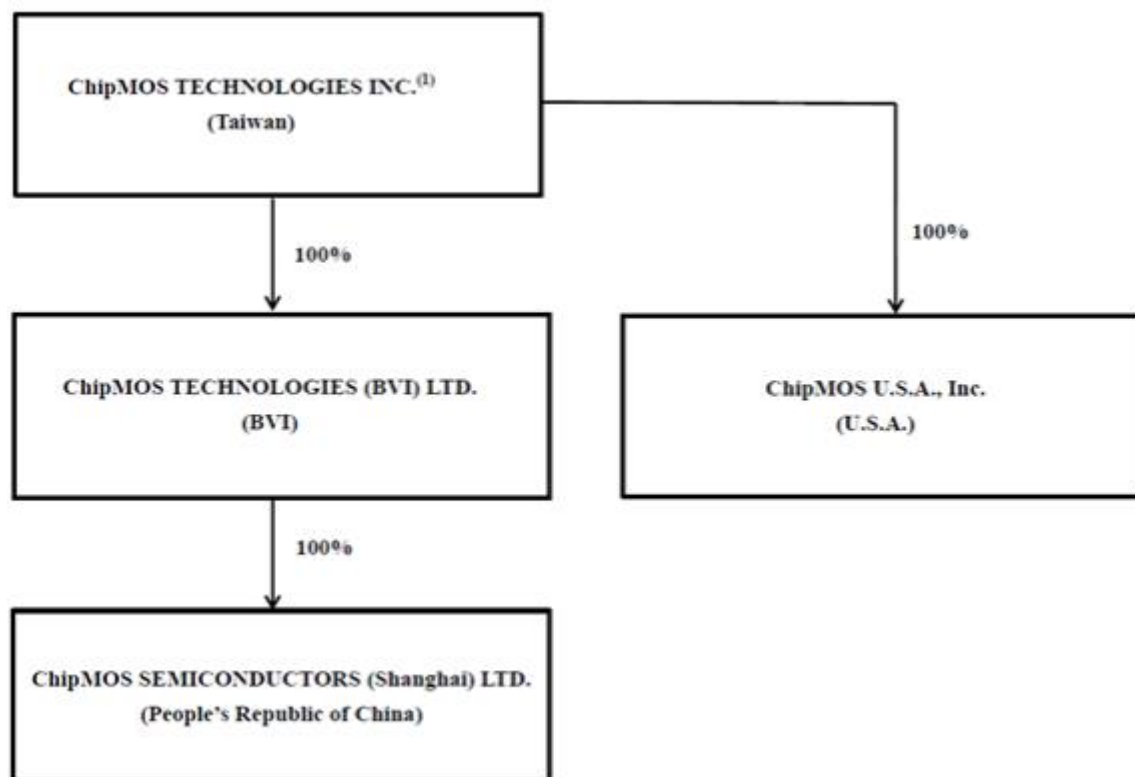 ChipMOS TECHNOLOGIES INC.(1)
(Taiwan)
100%
100%
ChipMOS TECHNOLOGIES (BVI) LTD.
(BVI)
ChipMOS U.S.A., Inc.
(U.S.A.)
100%
ChipMOS SEMICONDUCTORS (Shanghai) LTD.
(People’s Republic of China)